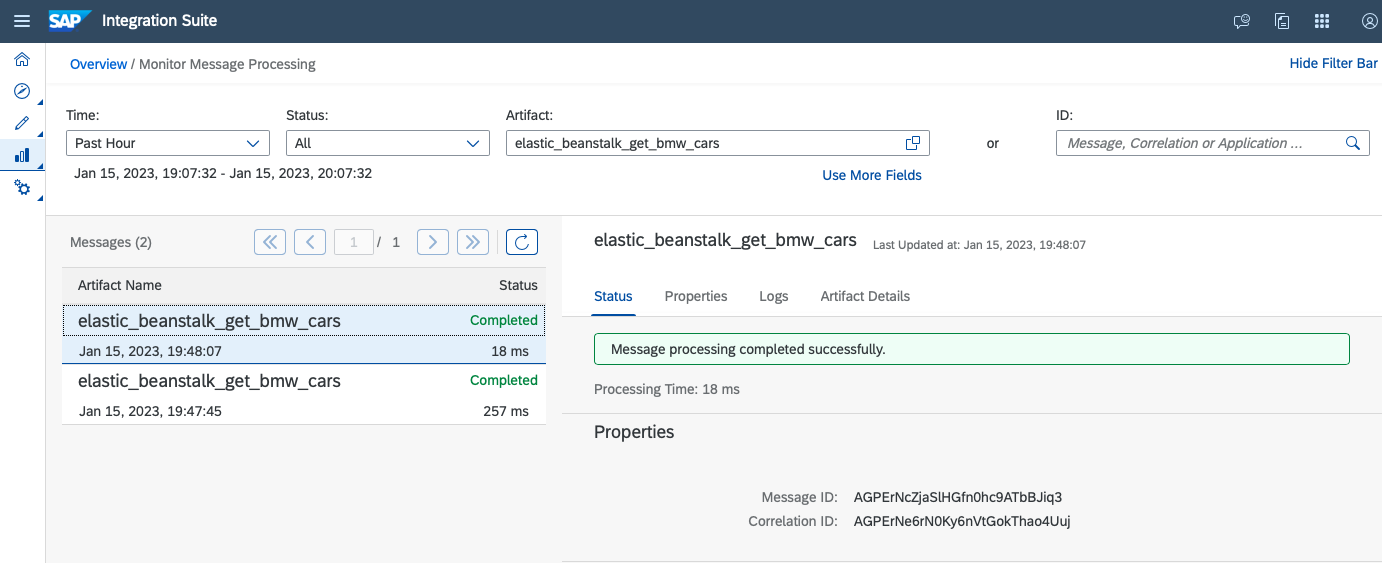 SAP Integration Suite
Overview / Monitor Message Processing
Hide Filter Bar
Time:
Past Hour
Jan 15, 2023, 19:07:32 - Jan 15, 2023, 20:07:32
Status:
All
Artifact:
elastic_beanstalk_get_bmw_cars
Use More Fields
or
ID:
Message, Correlation or Application ...
Messages (2)
1 / 1
Artifact Name Status
elastic_beanstalk_get_bmw_cars Completed
Jan 15, 2023, 19:48:07 18 ms
elastic_beanstalk_get_bmw_cars Completed
Jan 15, 2023, 19:47:45 257 ms
elastic_beanstalk_get_bmw_cars Last Updated at: Jan 15, 2023, 19:48:07
Status Properties Logs Artifact Details
Message processing completed successfully.
Processing Time: 18 ms
Properties
Message ID: AGPErNcZjaSlHGfn0hc9ATbBJiq3
Correlation ID: AGPErNe6rN0Ky6nVtGokThao4Uuj